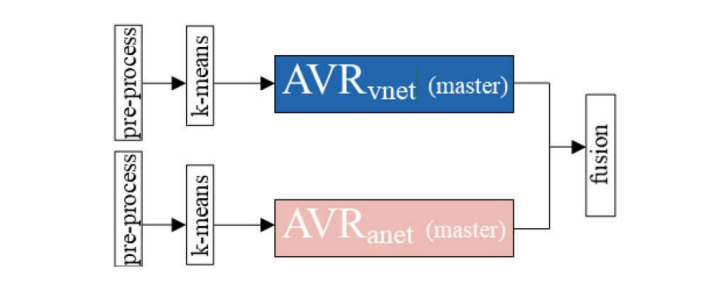 pre-process
k-means
AVRvnet (master)
pre-process
k-means
AVRanet (master)
fusion